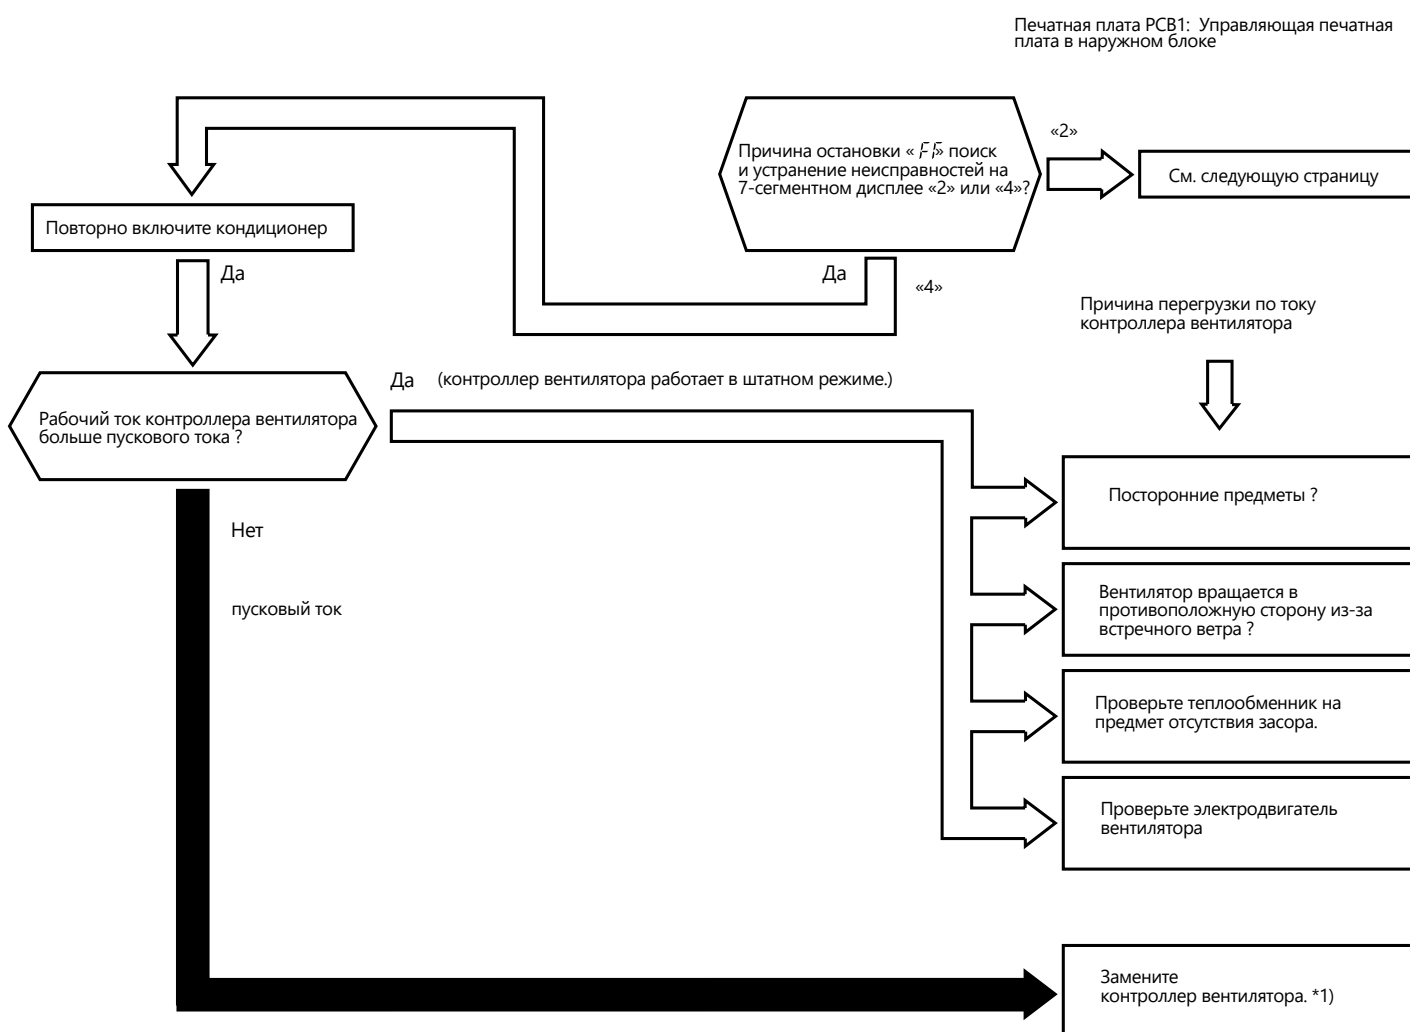 Печатная плата PCB1: Управляющая печатная
плата в наружном блоке
«2»
Причина остановки « FF» поиск
и устранение неисправностей на
7-сегментном дисплее «2» или «4»?
См. следующую страницу
Повторно включите кондиционер
Да
Да
«4»
Причина перегрузки по току
контроллера вентилятора
Да (контроллер вентилятора работает в штатном режиме.)
Рабочий ток контроллера вентилятора
больше пускового тока ?
Посторонние предметы ?
Нет
пусковый ток
Вентилятор вращается в
противоположную сторону из-за
встречного ветра ?
Проверьте теплообменник на
предмет отсутствия засора.
Проверьте электродвигатель
вентилятора
Замените
контроллер вентилятора. *1)